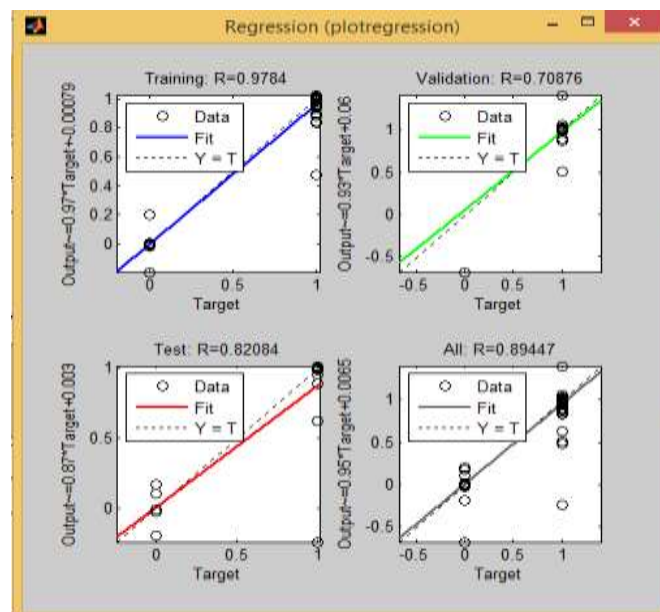 Regression (plotregression)
Training: R=0.9784
Output~=0.97*Target+0.00079
1
0.8
0.6
0.4
0.2
0
Data
Fit
Y = T
0
0.5
1
Target
Validation: R=0.70876
Output~=0.93*Target+0.06
1
0.5
0
-0.5
Data
Fit
Y = T
-0.5
0
0.5
1
Target
Test: R=0.82084
Output~=0.87*Target+0.003
1
0.5
0
Data
Fit
Y = T
0
0.5
1
Target
All: R=0.89447
Output~=0.95*Target+0.0065
1
0.5
0
-0.5
Data
Fit
Y = T
-0.5
0
0.5
1
Target